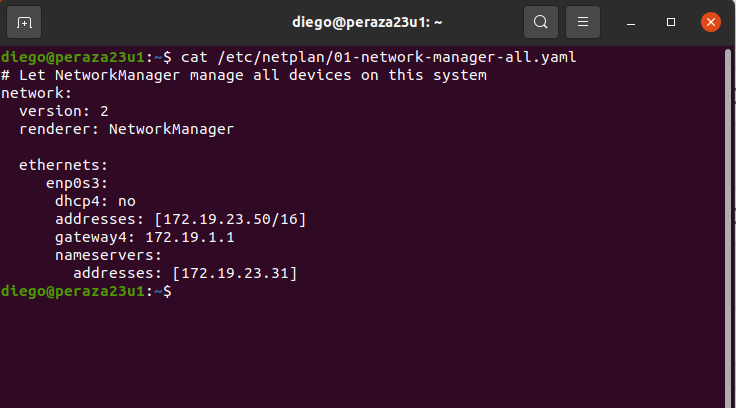 diego@peraza23u1: ~
diego@peraza23u1:~$ cat /etc/netplan/01-network-manager-all.yaml
# Let NetworkManager manage all devices on this system
network:
  version: 2
  renderer: NetworkManager

  ethernets:
     enp0s3:
      dhcp4: no
      addresses: [172.19.23.50/16]
      gateway4: 172.19.1.1
      nameservers:
        addresses: [172.19.23.31]
diego@peraza23u1:~$